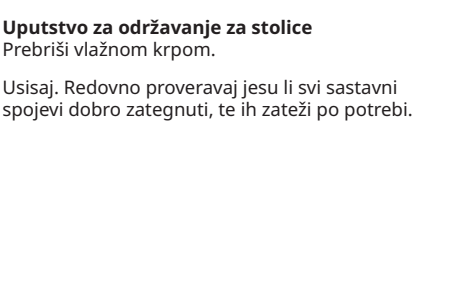 Uputstvo za održavanje za stolice
Prebriši vlažnom krpom.
Usisaj. Redovno proveravaj jesu li svi sastavni
spojevi dobro zategnuti, te ih zateži po potrebi.